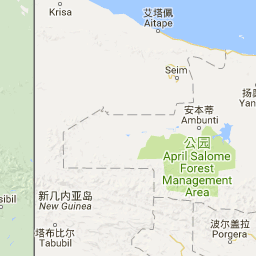 Krisa
艾塔佩
Aitape
Seim
扬
Yan
安本蒂
Ambunti
公园
April Salome
Forest
Management
Area
新几内亚岛
New Guinea
sibil
塔布比尔
Tabubil
波尔盖拉
Porgera